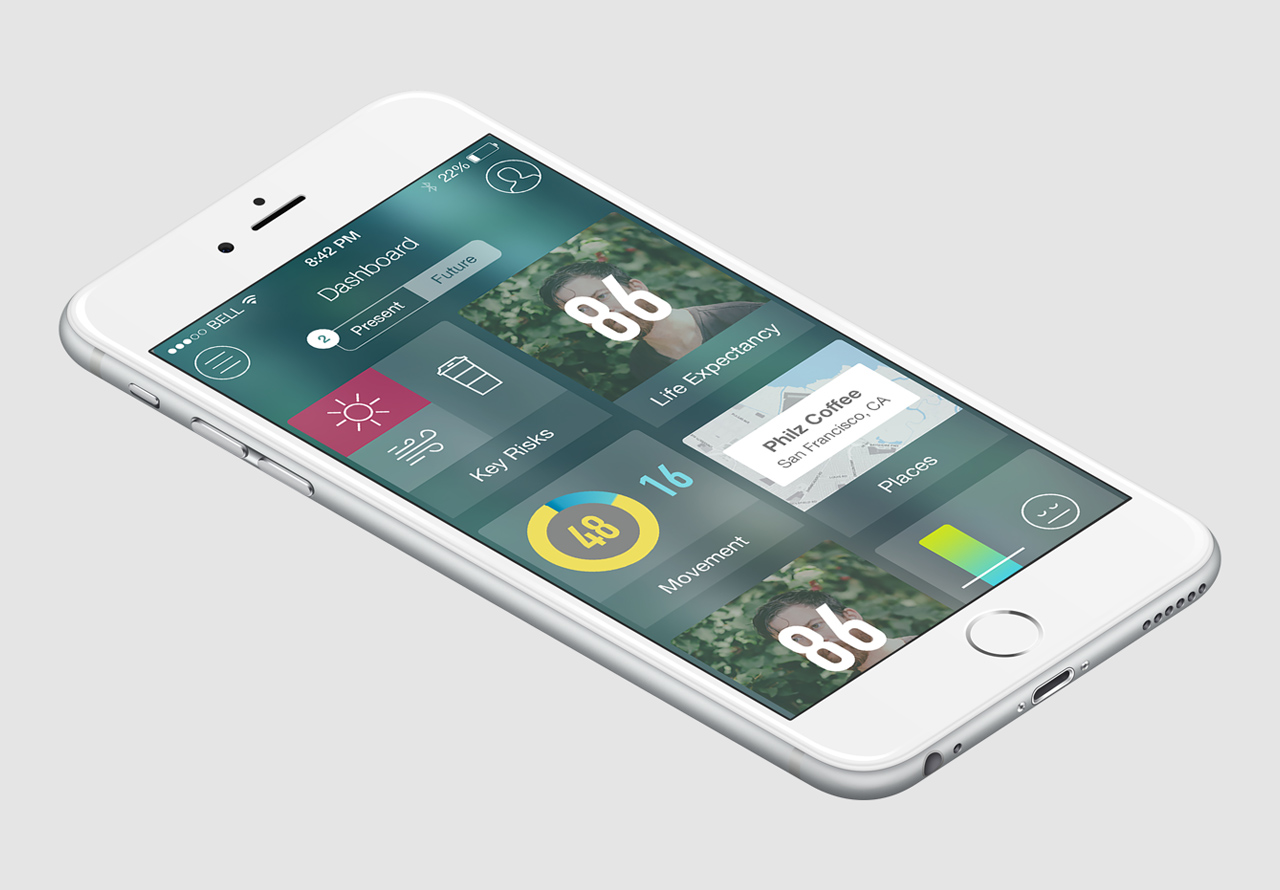 BELL
8:42 PM
22%
Dashboard
2
Present
Future
Key Risks
86
Life Expectancy
48
16
Movement
Philz Coffee
San Francisco, CA
Places
86